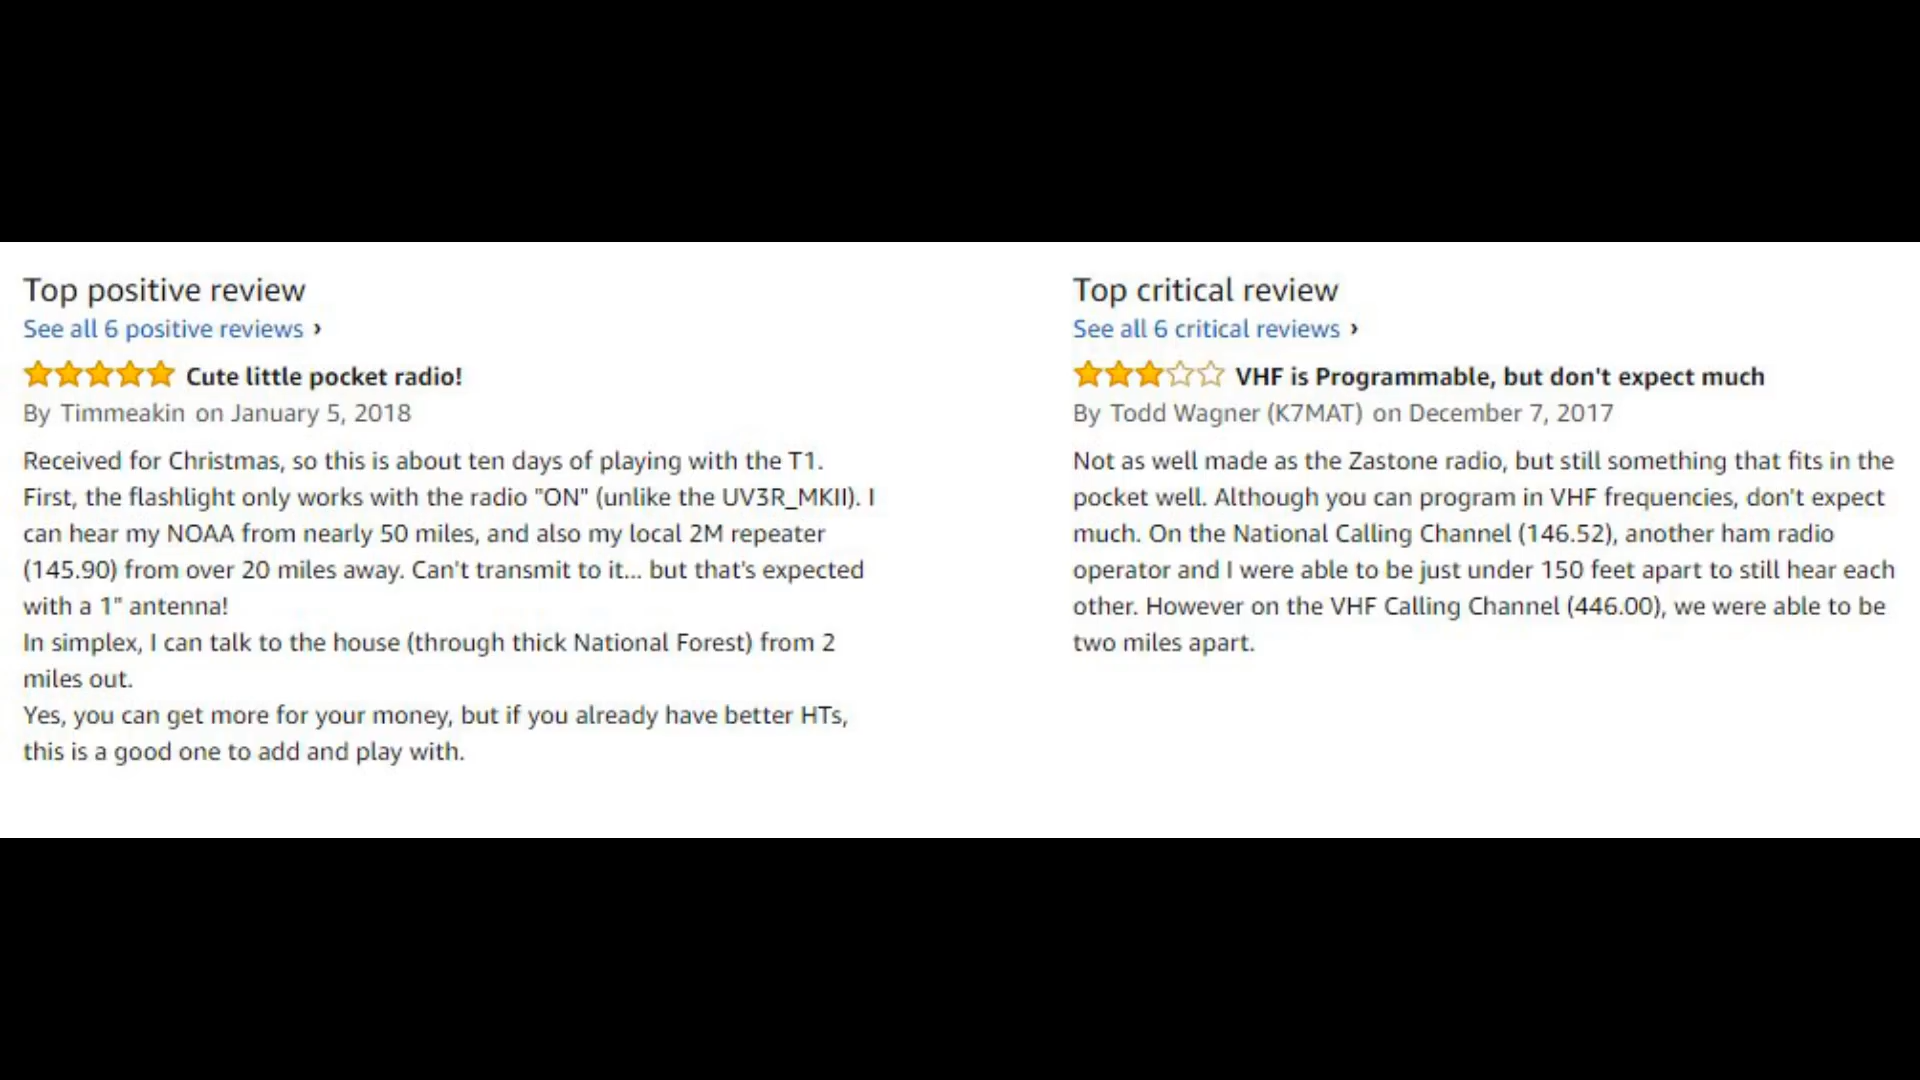 Top positive review
See all 6 positive reviews ›
Cute little pocket radio!
By Timmeakin on January 5, 2018
Received for Christmas, so this is about ten days of playing with the T1.
First, the flashlight only works with the radio "ON" (unlike the UV3R_MKII). I
can hear my NOAA from nearly 50 miles, and also my local 2M repeater
(145.90) from over 20 miles away. Can't transmit to it... but that's expected
with a 1" antenna!
In simplex, I can talk to the house (through thick National Forest) from 2
miles out.
Yes, you can get more for your money, but if you already have better HTs,
this is a good one to add and play with.
Top critical review
See all 6 critical reviews ›
VHF is Programmable, but don't expect much
By Todd Wagner (K7MAT) on December 7, 2017
Not as well made as the Zastone radio, but still something that fits in the
pocket well. Although you can program in VHF frequencies, don't expect
much. On the National Calling Channel (146.52), another ham radio
operator and I were able to be just under 150 feet apart to still hear each
other. However on the VHF Calling Channel (446.00), we were able to be
two miles apart.